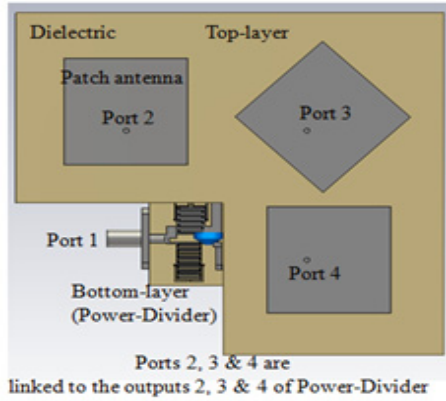 Dielectric
Top-layer
Patch antenna
Port 2
Port 3
Port 1
Port 4
Bottom-layer
(Power-Divider)
Ports 2, 3 & 4 are
linked to the outputs 2, 3 & 4 of Power-Divider